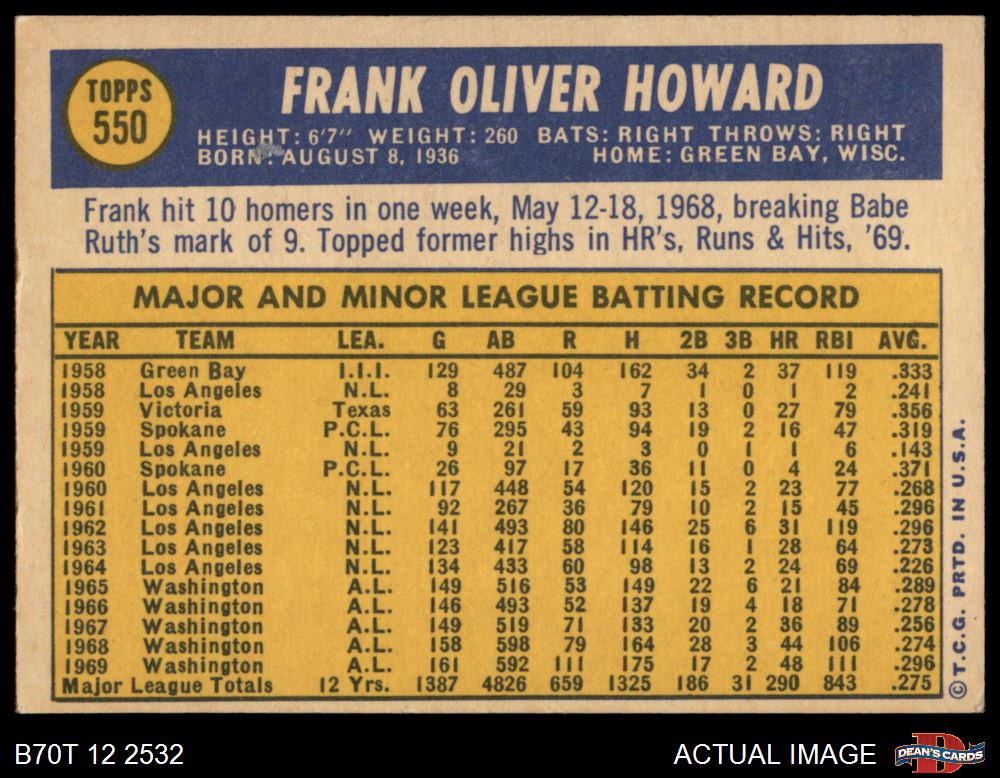 TOPPS
550
FRANK OLIVER HOWARD
HEIGHT: 6'7" WEIGHT: 260 BATS: RIGHT THROWS: RIGHT
BORN: AUGUST 8, 1936 HOME: GREEN BAY, WISC.
Frank hit 10 homers in one week, May 12-18, 1968, breaking Babe
Ruth's mark of 9. Topped former highs in HR's, Runs & Hits, '69.
MAJOR AND MINOR LEAGUE BATTING RECORD
YEAR TEAM LEA. G AB R H 2B 3B HR RBI AVG.
1958 Green Bay I.I.I. 129 487 104 162 34 2 37 119 .333
1958 Los Angeles N.L. 8 29 3 7 1 0 1 2 .241
1959 Victoria Texas 63 261 59 93 13 0 27 79 .356
1959 Spokane P.C.L. 76 295 43 94 19 2 16 47 .319
1959 Los Angeles N.L. 9 21 2 3 0 1 1 6 .143
1960 Spokane P.C.L. 26 97 17 36 11 0 4 24 .371
1960 Los Angeles N.L. 117 448 54 120 15 2 23 77 .268
1961 Los Angeles N.L. 92 267 36 79 10 2 15 45 .296
1962 Los Angeles N.L. 141 493 80 146 25 6 31 119 .296
1963 Los Angeles N.L. 123 417 58 114 16 1 28 64 .273
1964 Los Angeles N.L. 134 433 60 98 13 2 24 69 .226
1965 Washington A.L. 149 516 53 149 22 6 21 84 .289
1966 Washington A.L. 146 493 52 137 19 4 18 71 .278
1967 Washington A.L. 149 519 71 133 20 2 36 89 .256
1968 Washington A.L. 158 598 79 164 28 3 44 106 .274
1969 Washington A.L. 161 592 111 175 17 2 48 111 .296
Major League Totals 12 Yrs. 1387 4826 659 1325 186 31 290 843 .275
© T.C.G. PRTD. IN U.S.A.
B70T 12 2532
ACTUAL IMAGE
DEAN'S CARDS